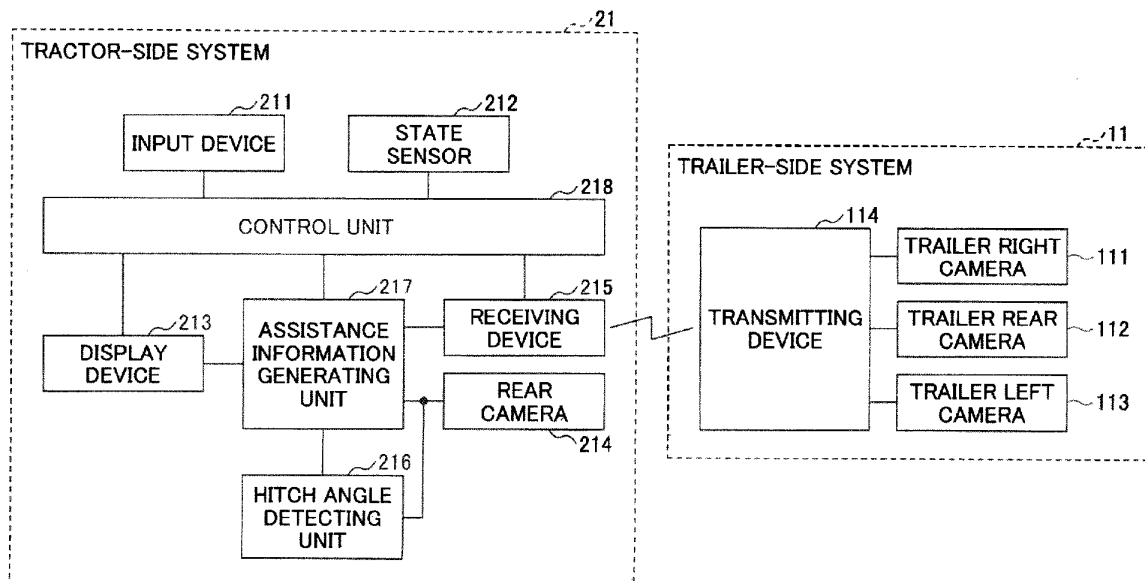 21
TRACTOR-SIDE SYSTEM
211
INPUT DEVICE
212
STATE
SENSOR
218
CONTROL UNIT
213
DISPLAY
DEVICE
217
ASSISTANCE
INFORMATION
GENERATING
UNIT
215
RECEIVING
DEVICE
REAR
CAMERA
214
216
HITCH ANGLE
DETECTING
UNIT
11
TRAILER-SIDE SYSTEM
114
TRANSMITTING
DEVICE
TRAILER RIGHT
CAMERA
111
TRAILER REAR
CAMERA
112
TRAILER LEFT
CAMERA
113